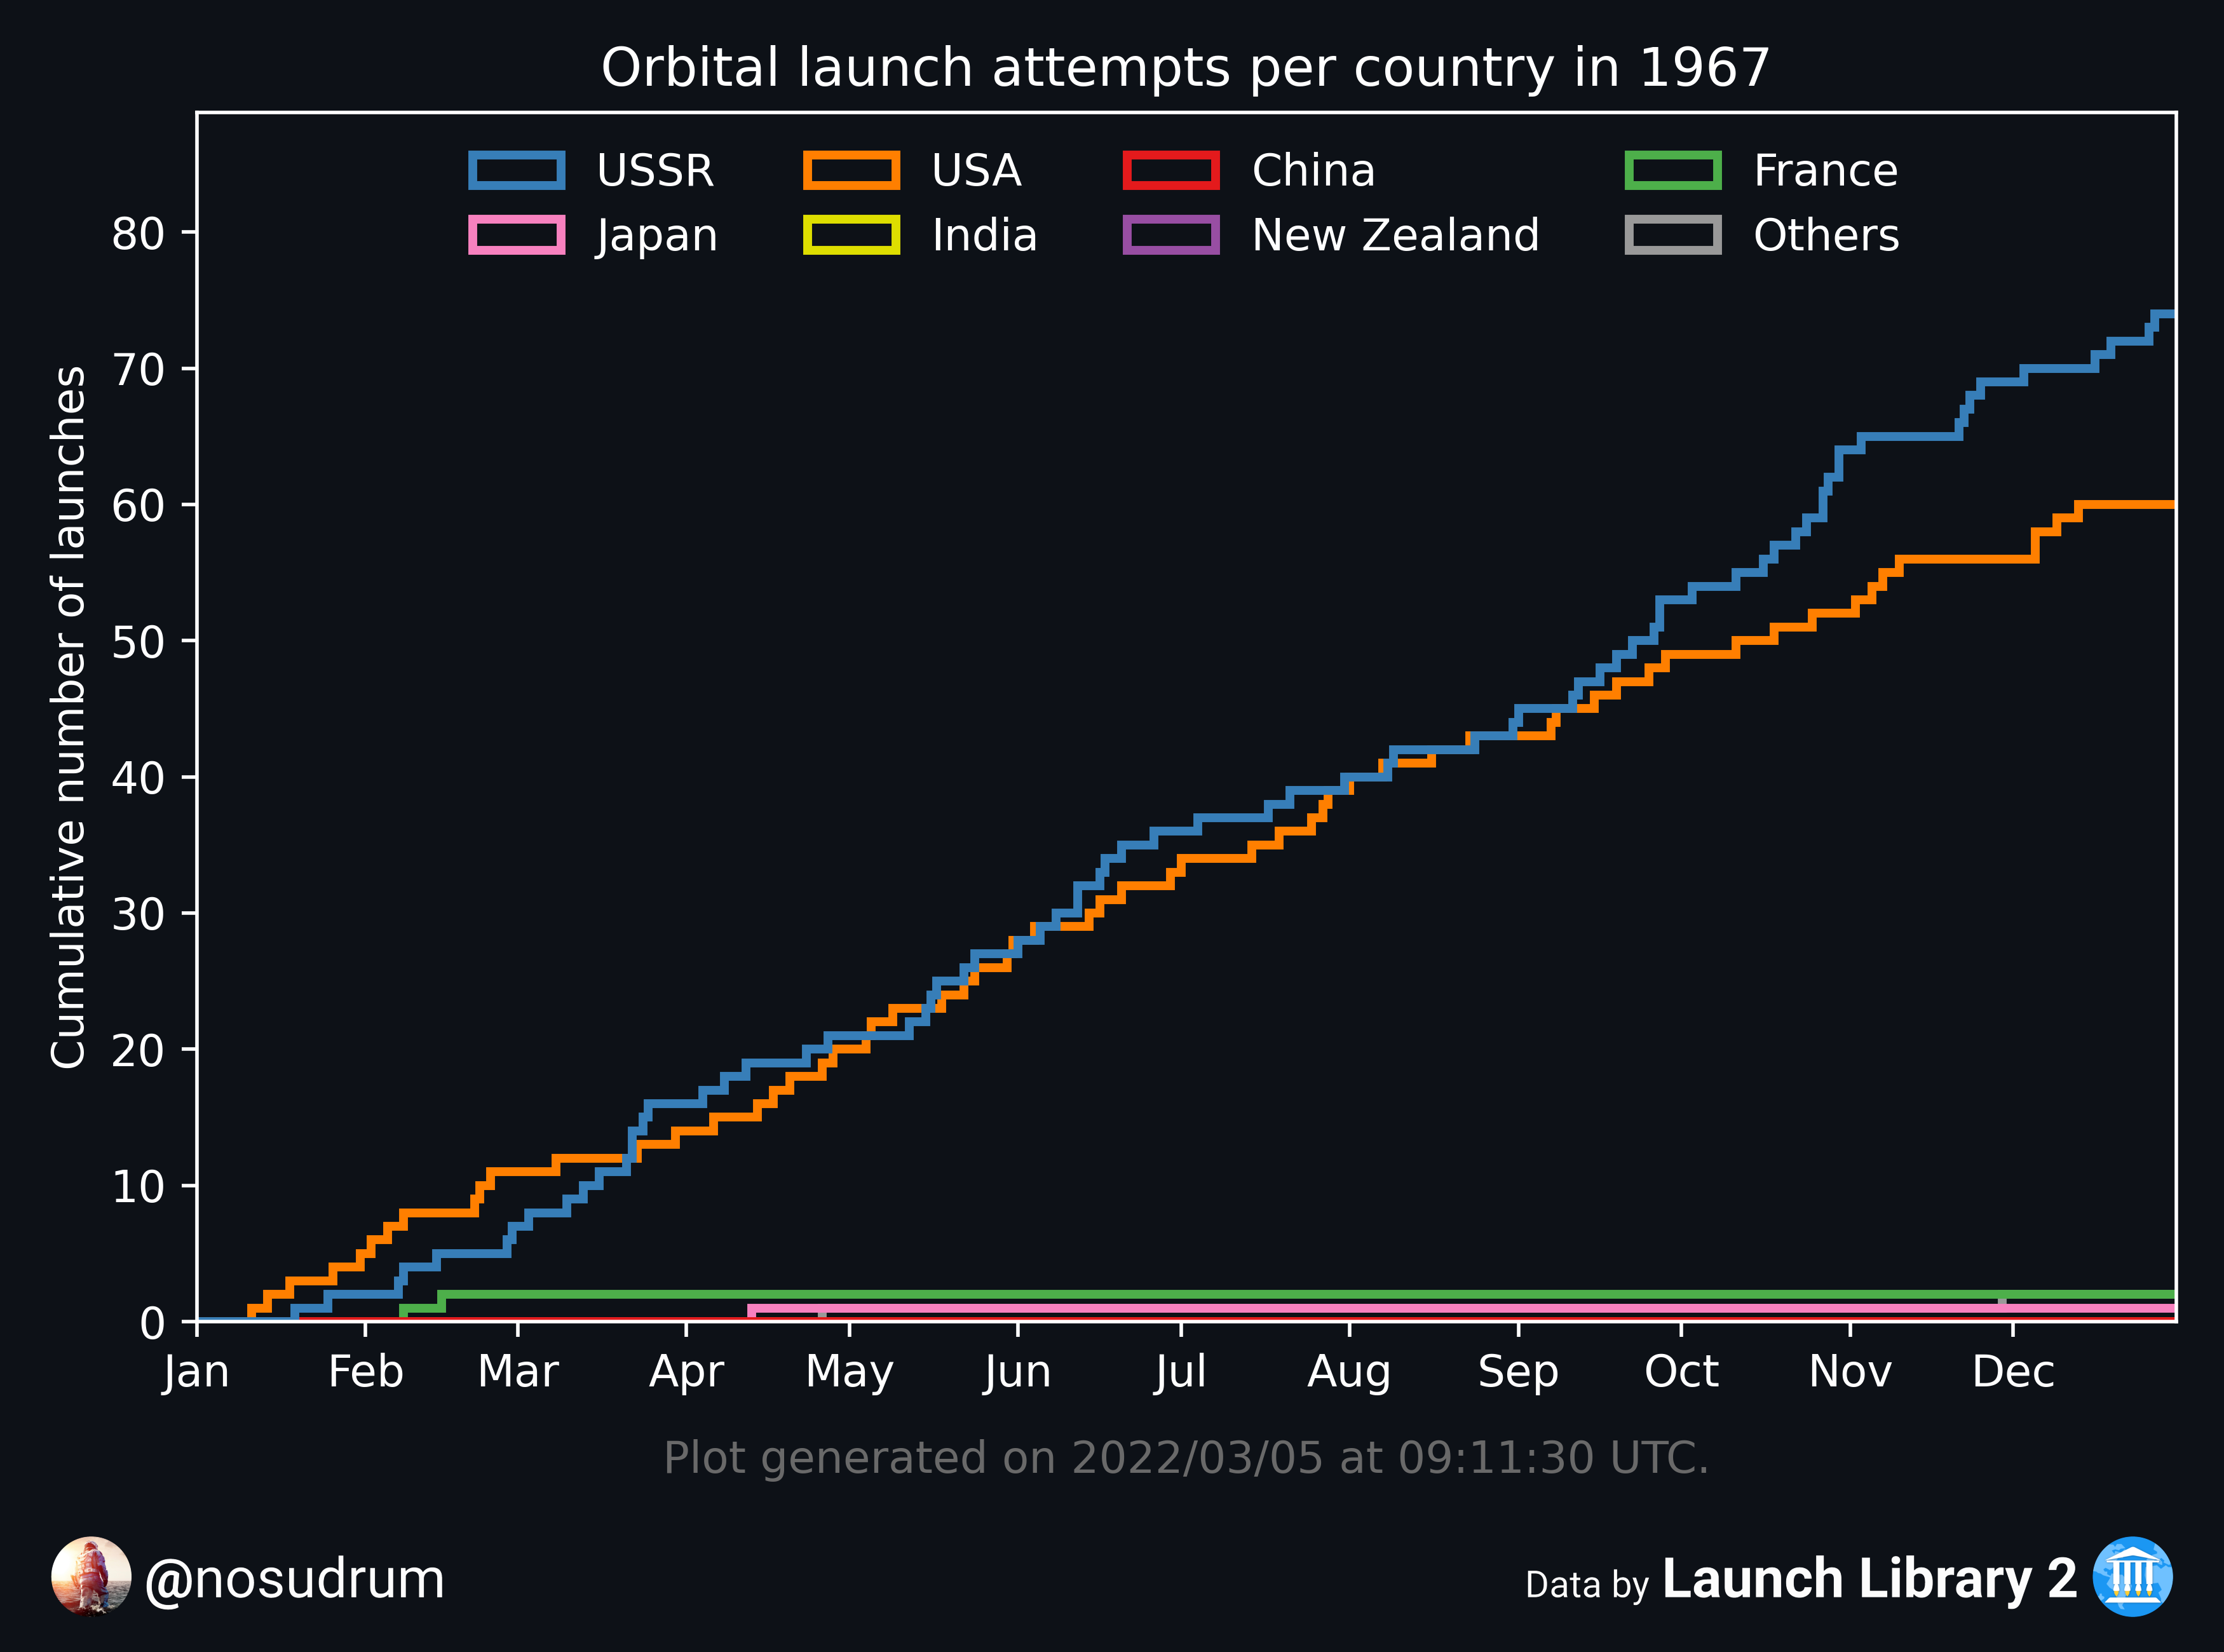 Orbital launch attempts per country in 1967
USSR USA China France
Japan India New Zealand Others
Cumulative number of launches
80
70
60
50
40
30
20
10
0
Jan Feb Mar Apr May Jun Jul Aug Sep Oct Nov Dec
Plot generated on 2022/03/05 at 09:11:30 UTC.
@nosudrum
Data by Launch Library 2